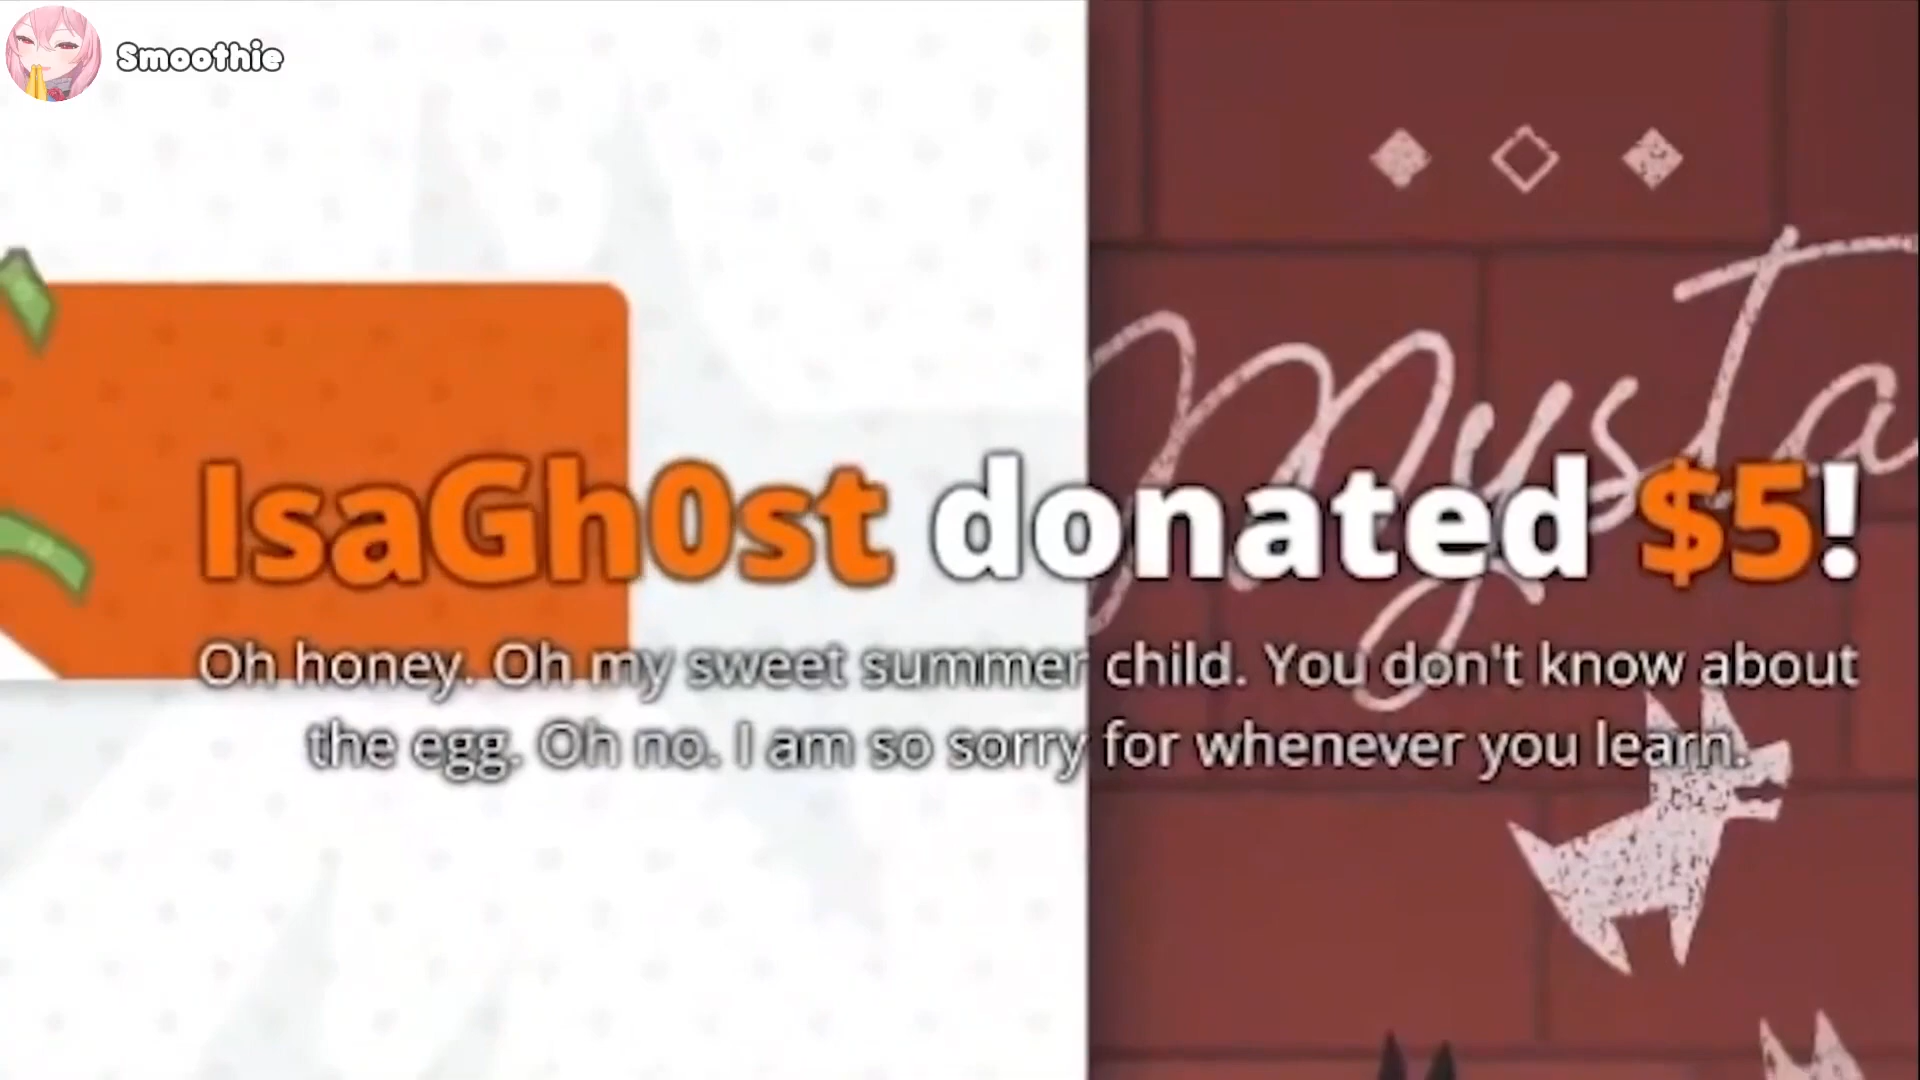 Smoothie
Mysta
IsaGh0st donated $5!
Oh honey. Oh my sweet summer child. You don't know about
the egg. Oh no. I am so sorry for whenever you learn.